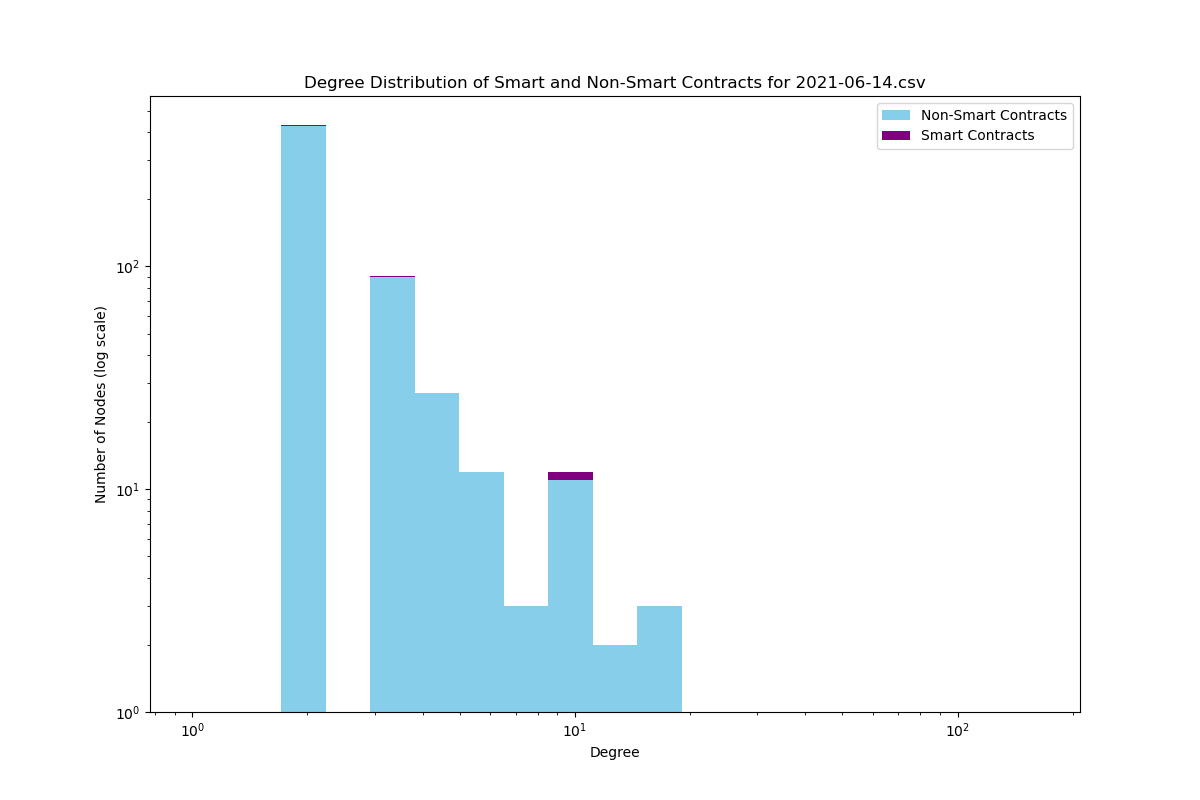 Degree Distribution of Smart and Non-Smart Contracts for 2021-06-14.csv
Non-Smart Contracts
Smart Contracts
Number of Nodes (log scale)
10²
10¹
10⁰
10⁰ 10¹ 10²
Degree